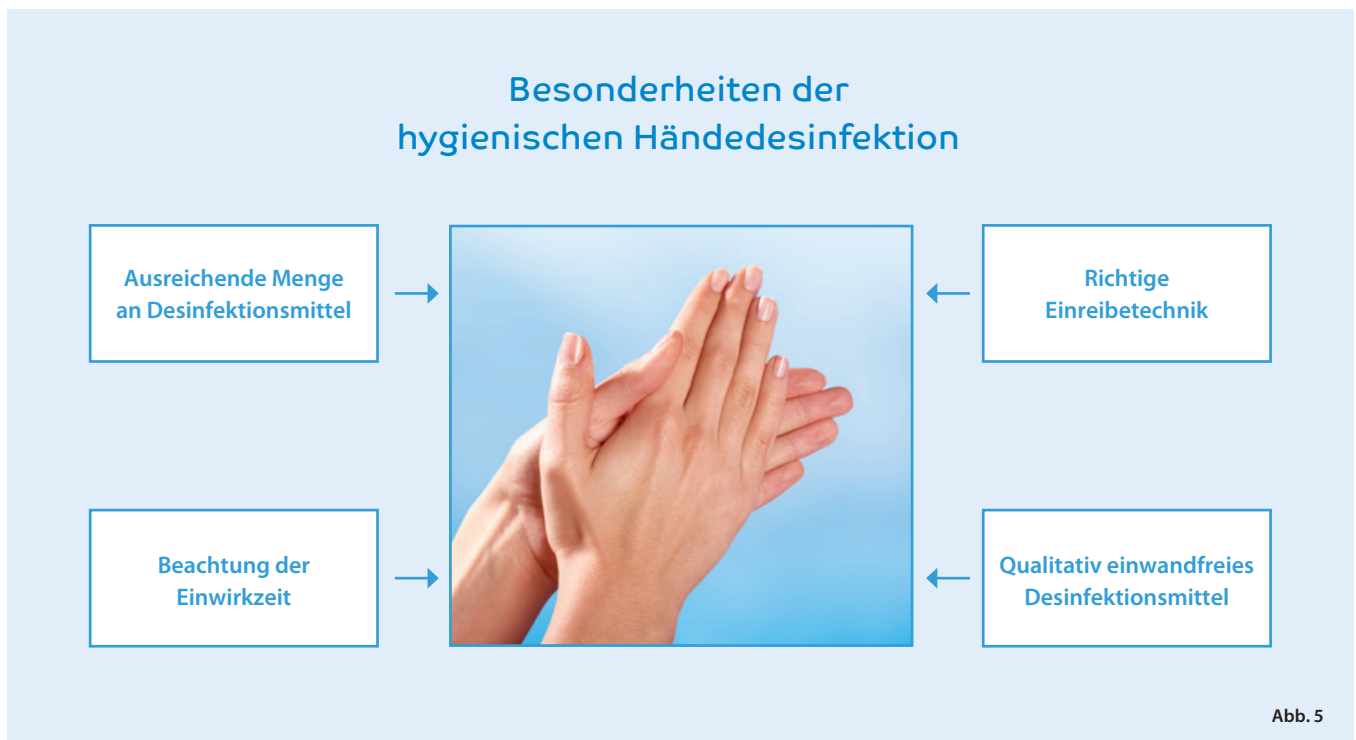 Besonderheiten der
hygienischen Händedesinfektion
Ausreichende Menge
an Desinfektionsmittel
Richtige
Einreibetechnik
Beachtung der
Einwirkzeit
Qualitativ einwandfreies
Desinfektionsmittel
Abb. 5